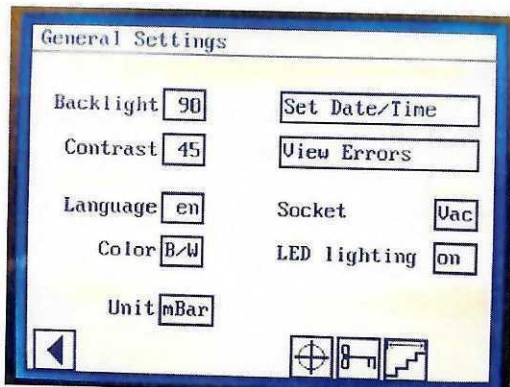 General Settings
Backlight 90
Set Date/Time
Contrast 45
View Errors
Language en
Socket Vac
Color B/W
LED lighting on
Unit mBar